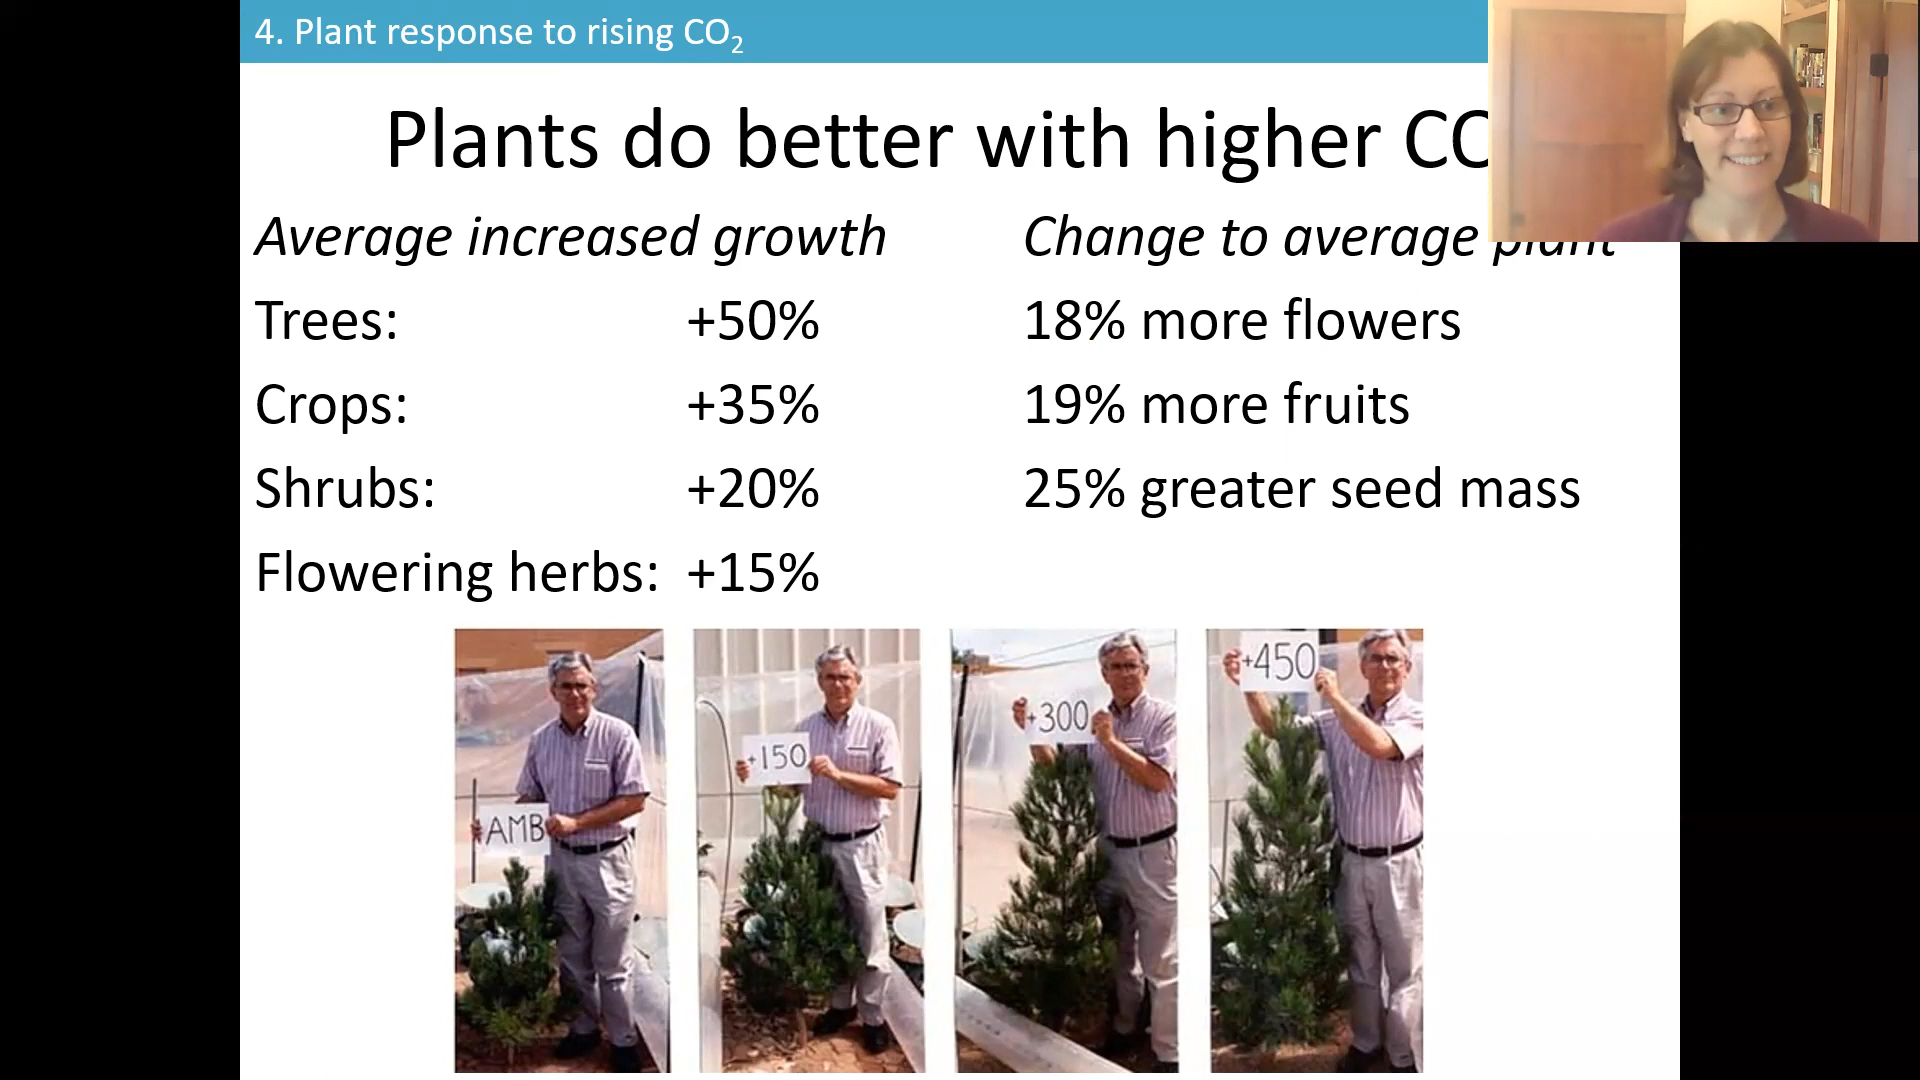 4. Plant response to rising CO₂
Plants do better with higher CO
Average increased growth
Trees: +50%
Crops: +35%
Shrubs: +20%
Flowering herbs: +15%
Change to average plant
18% more flowers
19% more fruits
25% greater seed mass
AMB
+150
+300
+450